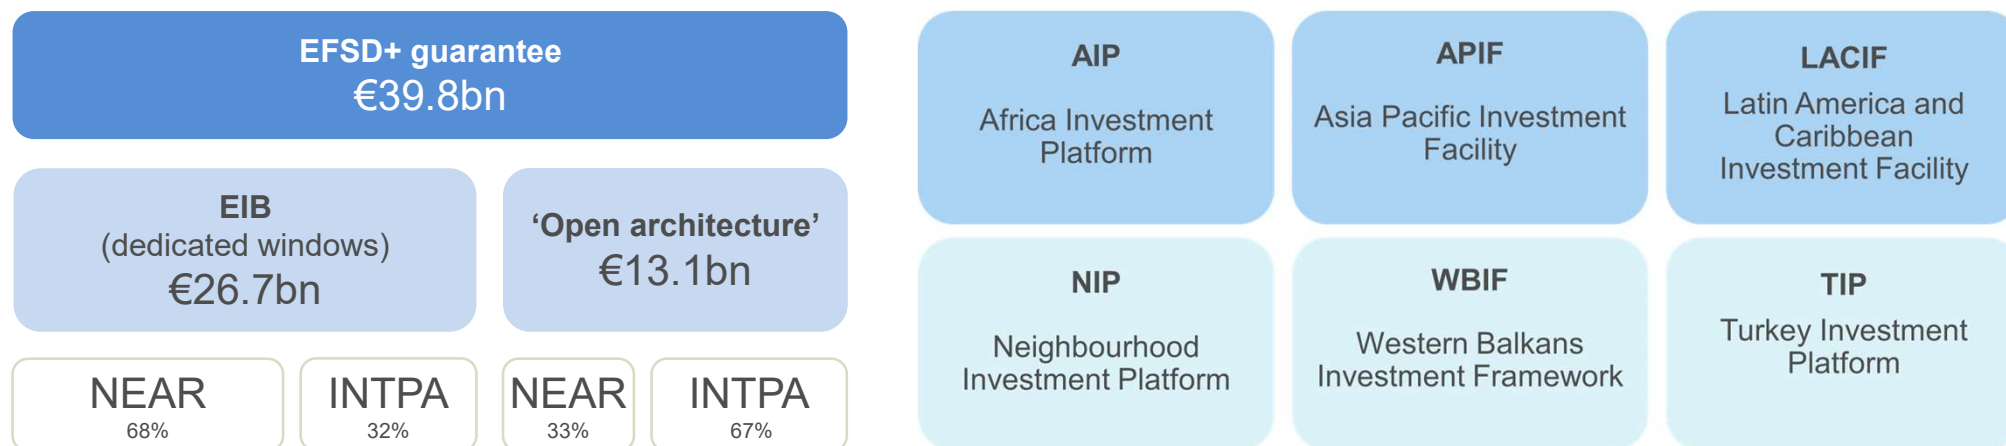 EFSD+ guarantee
€39.8bn
EIB
(dedicated windows)
€26.7bn
‘Open architecture’
€13.1bn
NEAR
68%
INTPA
32%
NEAR
33%
INTPA
67%
AIP
Africa Investment
Platform
APIF
Asia Pacific Investment
Facility
LACIF
Latin America and
Caribbean
Investment Facility
NIP
Neighbourhood
Investment Platform
WBIF
Western Balkans
Investment Framework
TIP
Turkey Investment
Platform